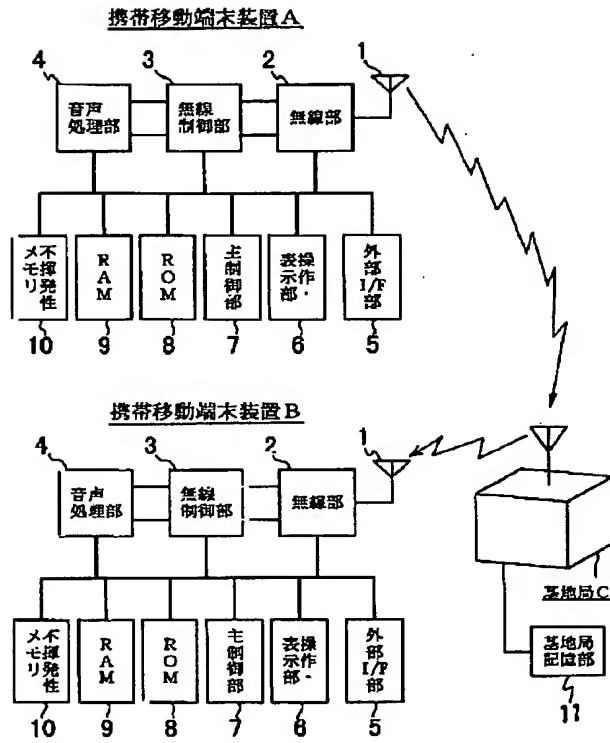 携帯移動端末装置A
4
3
2
1
音声
処理部
無線
制御部
無線部
不揮発性
メモリ
RAM
ROM
主制御部
操作・
表示部
外部
I/F部
10
9
8
7
6
5
携帯移動端末装置B
4
3
2
1
音声
処理部
無線
制御部
無線部
不揮発性
メモリ
RAM
ROM
主制御部
操作・
表示部
外部
I/F部
10
9
8
7
6
5
基地局C
基地局
記憶部
11